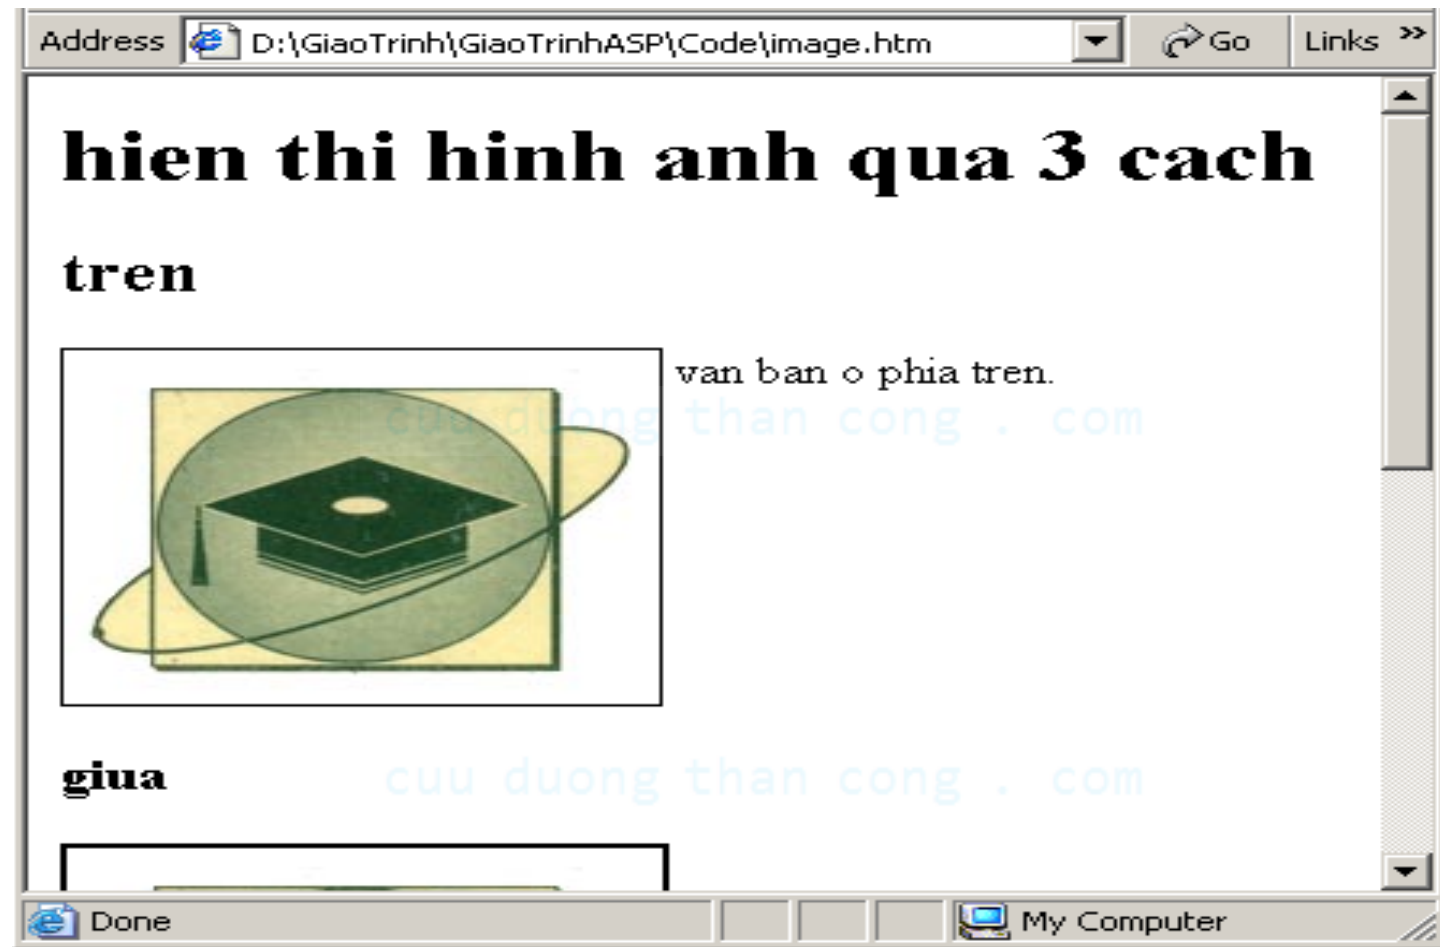 Address D:\GiaoTrinh\GiaoTrinhASP\Code\image.htm Go Links »
hien thi hinh anh qua 3 cach
tren
van ban o phia tren.
cuu duong than cong . com
giua
cuu duong than cong . com
Done My Computer